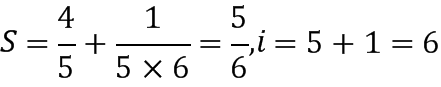 S = 4/5 + 1/(5 × 6) = 5/6, i = 5 + 1 = 6